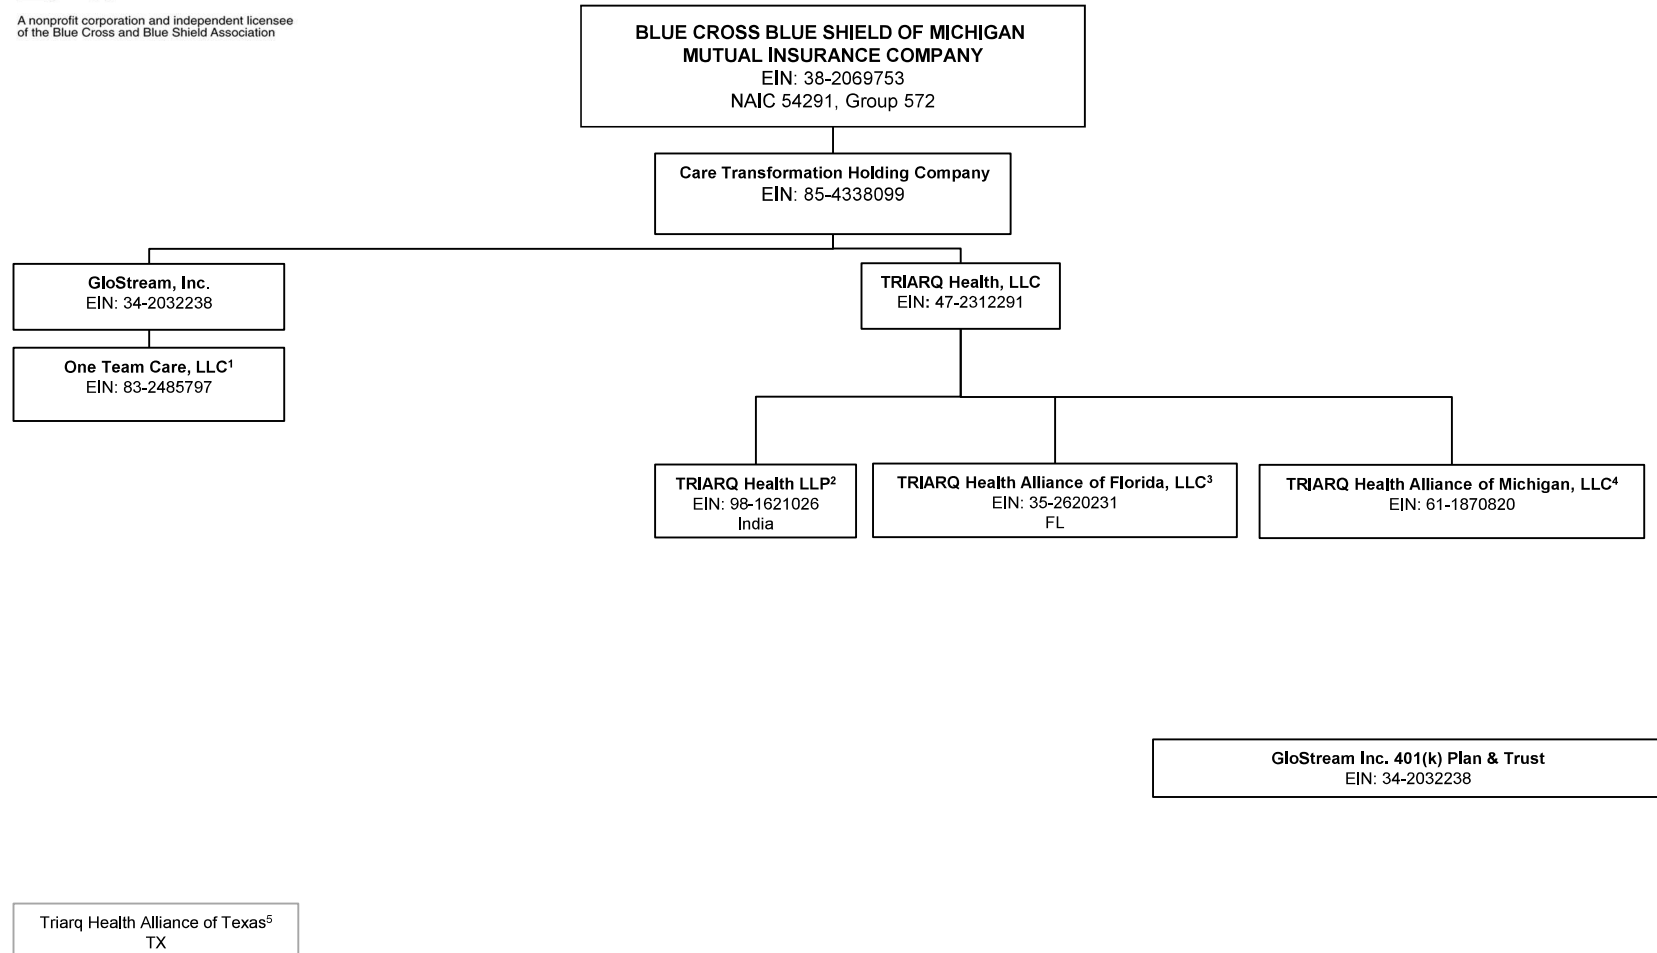 A nonprofit corporation and independent licensee
of the Blue Cross and Blue Shield Association
BLUE CROSS BLUE SHIELD OF MICHIGAN
MUTUAL INSURANCE COMPANY
EIN: 38-2069753
NAIC 54291, Group 572
Care Transformation Holding Company
EIN: 85-4338099
GloStream, Inc.
EIN: 34-2032238
TRIARQ Health, LLC
EIN: 47-2312291
One Team Care, LLC¹
EIN: 83-2485797
TRIARQ Health LLP²
EIN: 98-1621026
India
TRIARQ Health Alliance of Florida, LLC³
EIN: 35-2620231
FL
TRIARQ Health Alliance of Michigan, LLC⁴
EIN: 61-1870820
GloStream Inc. 401(k) Plan & Trust
EIN: 34-2032238
Triarq Health Alliance of Texas⁵
TX